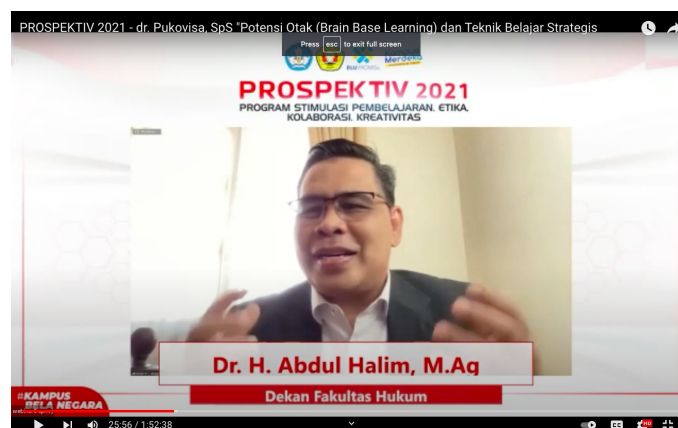 PROSPEKTIV 2021 - dr. Pukovisa, SpS "Potensi Otak (Brain Base Learning) dan Teknik Belajar Strategis
Press esc to exit full screen
Merdeka
PROSPEKTIV 2021
PROGRAM STIMULASI PEMBELAJARAN, ETIKA,
KOLABORASI, KREATIVITAS
Dr. H. Abdul Halim, M.Ag
Dekan Fakultas Hukum
#KAMPUS
BELA NEGARA
25:56 / 1:52:38
CC
HD